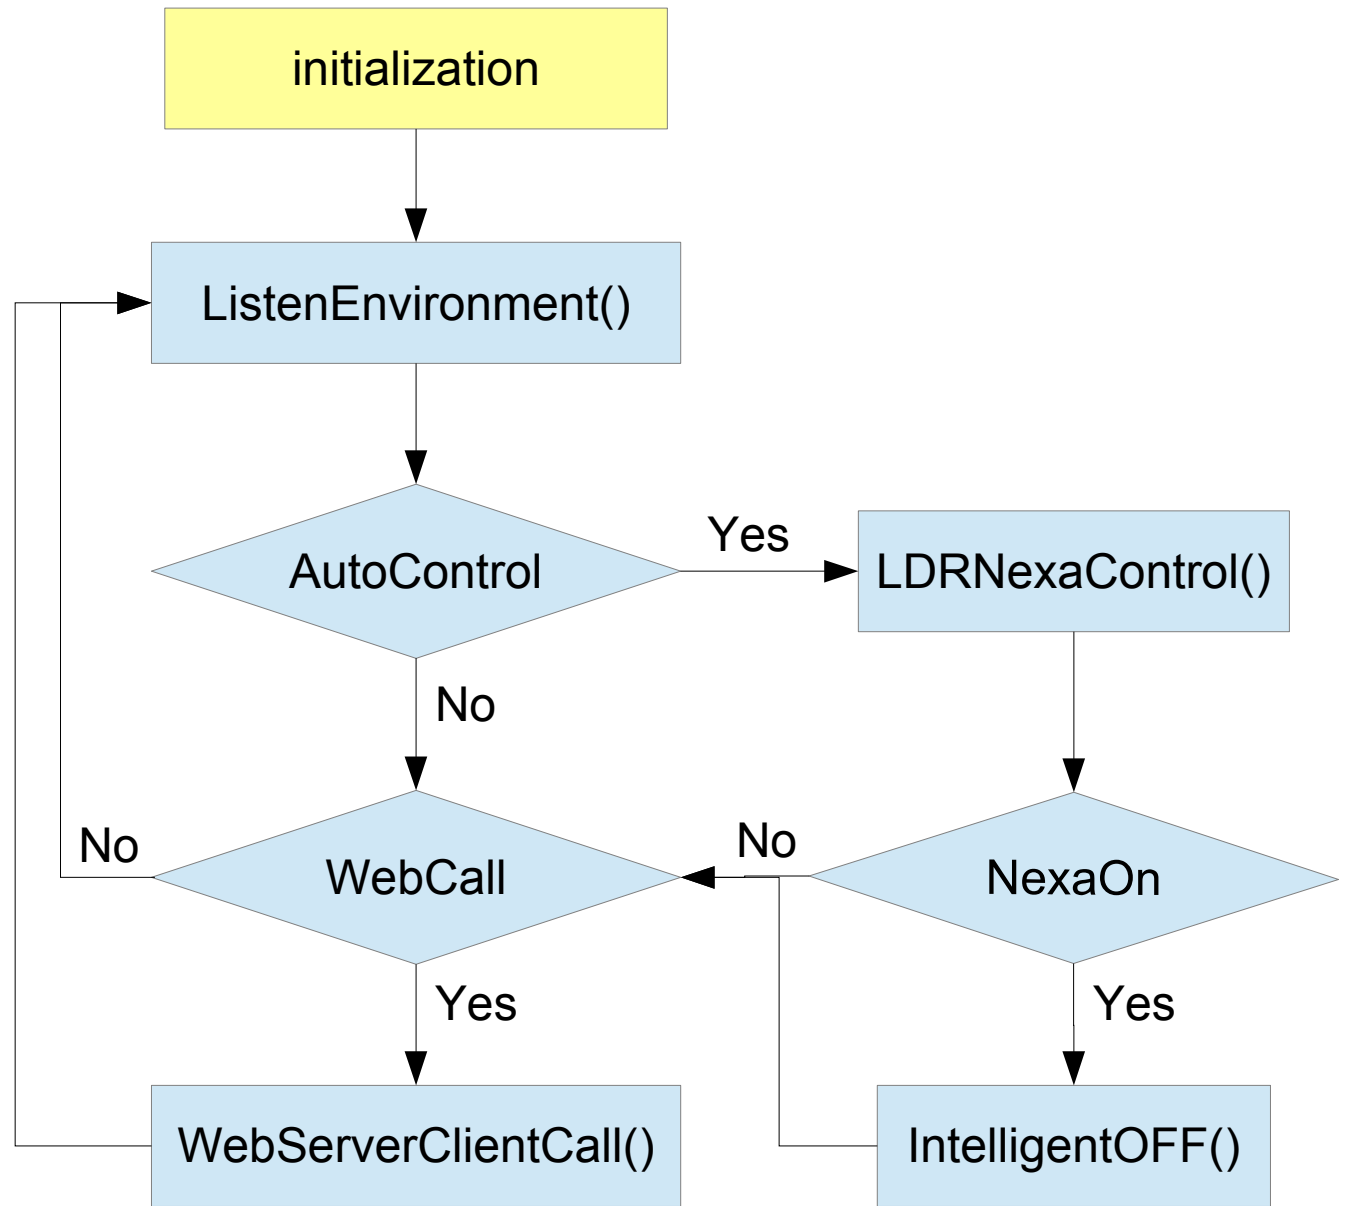 initialization
ListenEnvironment()
Yes
AutoControl
LDRNexaControl()
No
No
No
WebCall
NexaOn
Yes
Yes
WebServerClientCall()
IntelligentOFF()